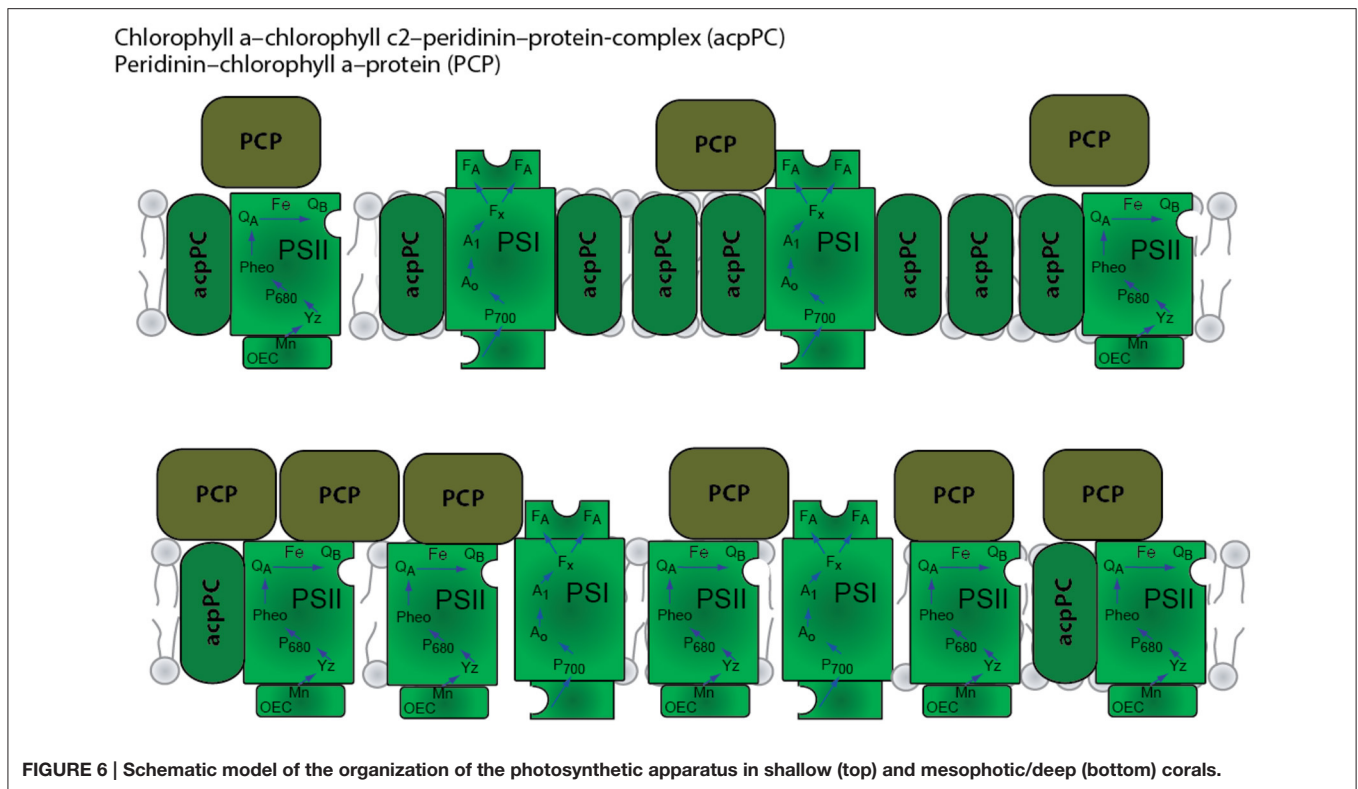 Chlorophyll a–chlorophyll c2–peridinin–protein-complex (acpPC)
Peridinin–chlorophyll a–protein (PCP)
PCP
PCP
PCP
acpPC
QA Fe QB
PSII
Pheo
P680
Yz
Mn
OEC
acpPC
FA FA
Fx
A1
PSI
Ao
P700
acpPC
acpPC
acpPC
FA FA
Fx
A1
PSI
Ao
P700
acpPC
acpPC
acpPC
QA Fe QB
PSII
Pheo
P680
Yz
Mn
OEC
PCP
PCP
PCP
PCP
PCP
PCP
acpPC
QA Fe QB
PSII
Pheo
P680
Yz
Mn
OEC
QA Fe QB
PSII
Pheo
P680
Yz
Mn
OEC
FA FA
Fx
A1
PSI
Ao
P700
QA Fe QB
PSII
Pheo
P680
Yz
Mn
OEC
FA FA
Fx
A1
PSI
Ao
P700
QA Fe QB
PSII
Pheo
P680
Yz
Mn
OEC
acpPC
QA Fe QB
PSII
Pheo
P680
Yz
Mn
OEC
FIGURE 6 | Schematic model of the organization of the photosynthetic apparatus in shallow (top) and mesophotic/deep (bottom) corals.